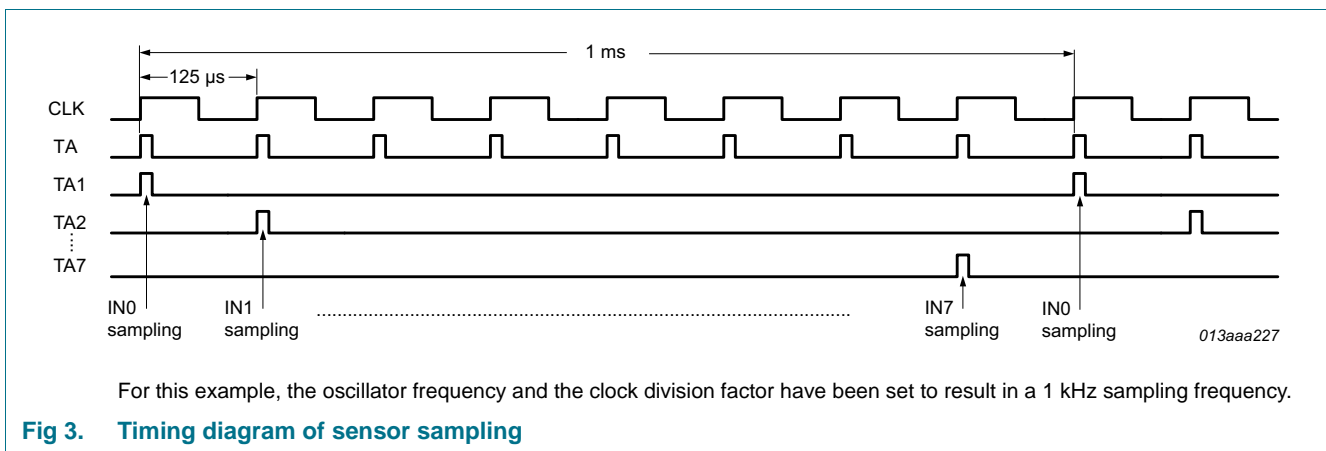 1 ms
125 μs
CLK
TA
TA1
TA2
TA7
IN0 sampling
IN1 sampling
IN7 sampling
IN0 sampling
013aaa227
For this example, the oscillator frequency and the clock division factor have been set to result in a 1 kHz sampling frequency.
Fig 3. Timing diagram of sensor sampling